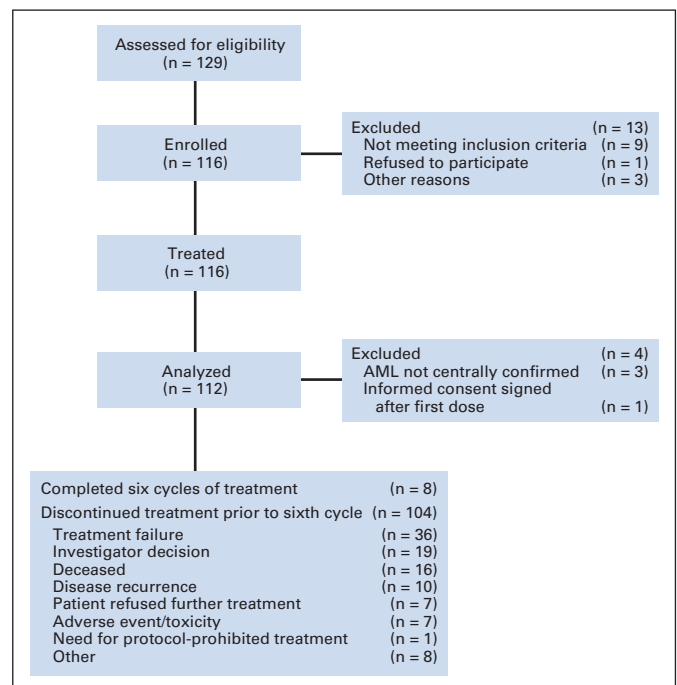 Assessed for eligibility
(n = 129)
Enrolled
(n = 116)
Excluded (n = 13)
Not meeting inclusion criteria (n = 9)
Refused to participate (n = 1)
Other reasons (n = 3)
Treated
(n = 116)
Analyzed
(n = 112)
Excluded (n = 4)
AML not centrally confirmed (n = 3)
Informed consent signed
after first dose (n = 1)
Completed six cycles of treatment (n = 8)
Discontinued treatment prior to sixth cycle (n = 104)
Treatment failure (n = 36)
Investigator decision (n = 19)
Deceased (n = 16)
Disease recurrence (n = 10)
Patient refused further treatment (n = 7)
Adverse event/toxicity (n = 7)
Need for protocol-prohibited treatment (n = 1)
Other (n = 8)